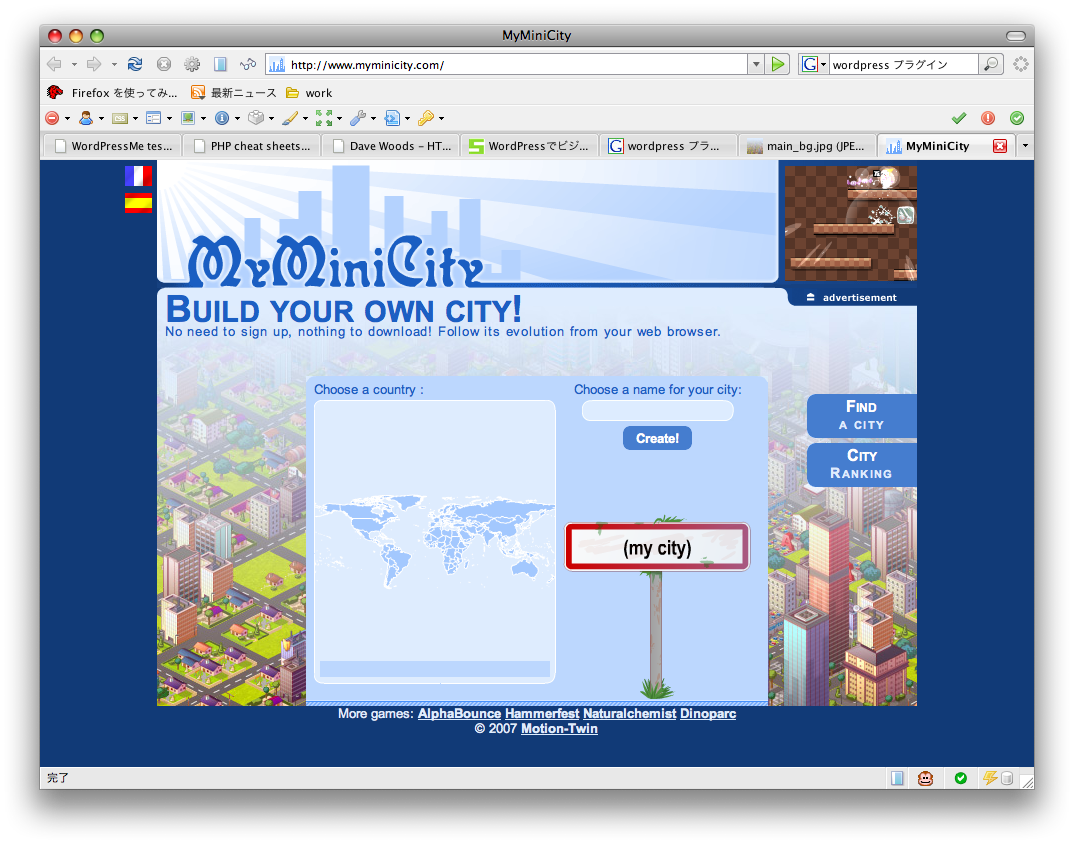 MyMiniCity
http://www.myminicity.com/
wordpress プラグイン
Firefox を使ってみ... 最新ニュース work
WordPressMe tes... PHP cheat sheets... Dave Woods – HT... WordPressでビジ... wordpress プラ... main_bg.jpg (JPE... MyMiniCity
MyMiniCity
advertisement
BUILD YOUR OWN CITY!
No need to sign up, nothing to download! Follow its evolution from your web browser.
Choose a country :
Choose a name for your city:
Create!
FIND
A CITY
CITY
RANKING
(my city)
More games: AlphaBounce Hammerfest Naturalchemist Dinoparc
© 2007 Motion-Twin
完了